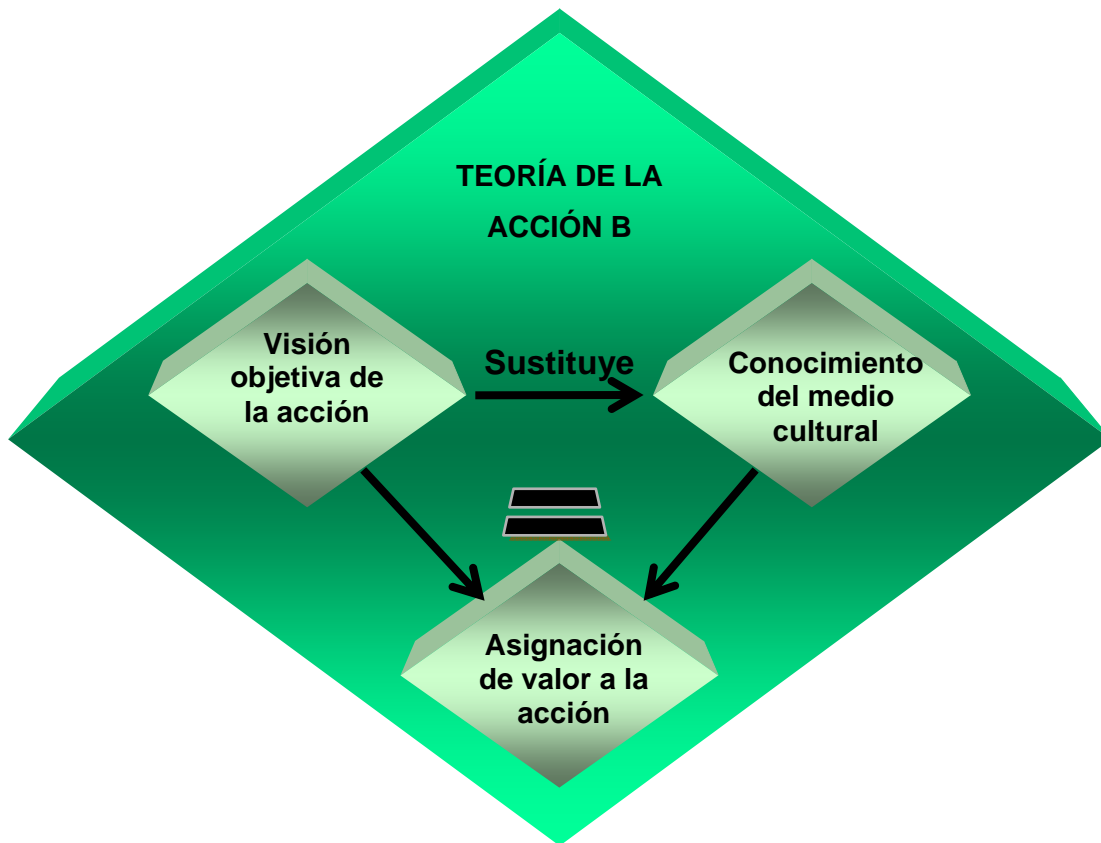 TEORÍA DE LA
ACCIÓN B
Visión
objetiva de
la acción
Sustituye
Conocimiento
del medio
cultural
Asignación
de valor a la
acción